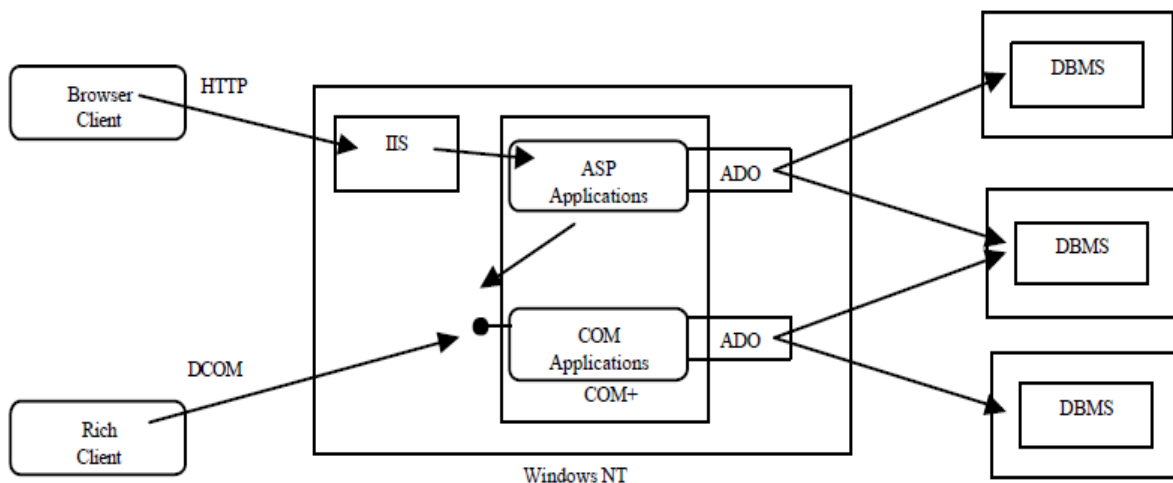 HTTP
Browser
Client
IIS
ASP
Applications
ADO
DBMS
DBMS
DCOM
COM
Applications
ADO
COM+
DBMS
Rich
Client
Windows NT